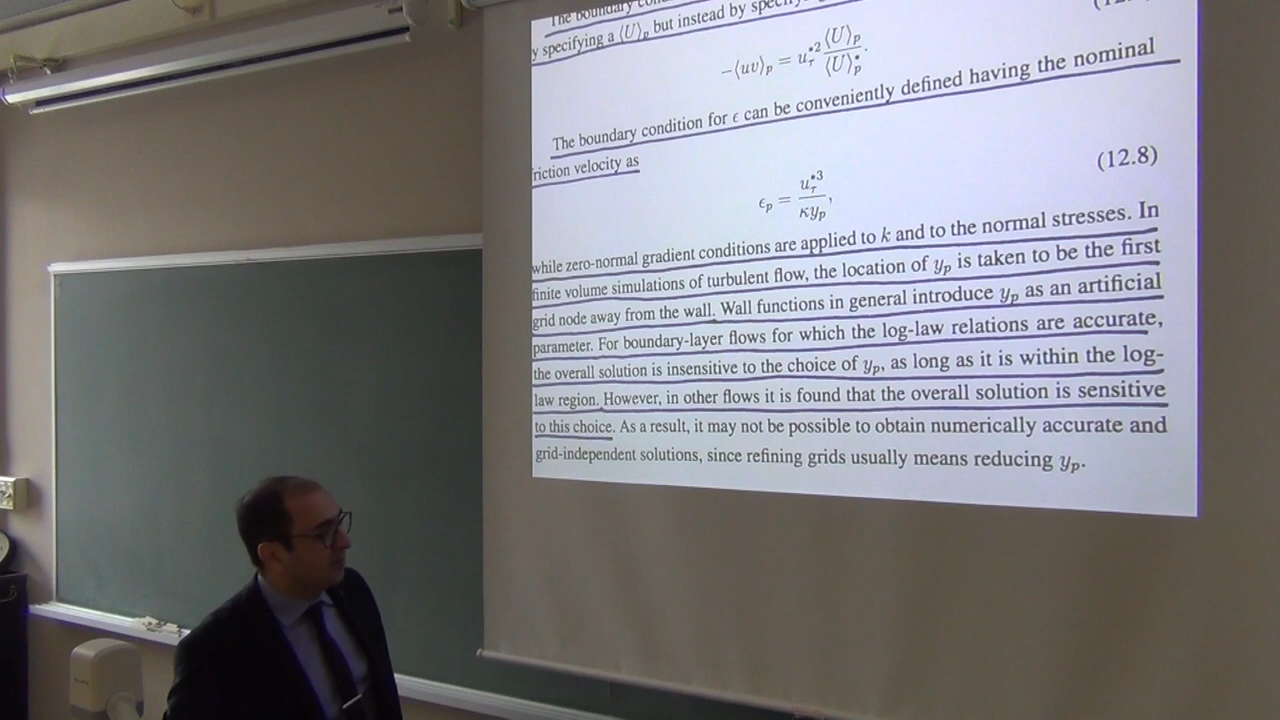 The boundary
y specifying a ⟨U⟩ₚ but instead by
−⟨uv⟩ₚ = u*τ² ⟨U⟩ₚ / ⟨U⟩*ₚ.
The boundary condition for ϵ can be conveniently defined having the nominal
riction velocity as
ϵₚ = u*τ³ / κyₚ, (12.8)
while zero-normal gradient conditions are applied to k and to the normal stresses. In
finite volume simulations of turbulent flow, the location of yₚ is taken to be the first
grid node away from the wall. Wall functions in general introduce yₚ as an artificial
parameter. For boundary-layer flows for which the log-law relations are accurate,
the overall solution is insensitive to the choice of yₚ, as long as it is within the log-
law region. However, in other flows it is found that the overall solution is sensitive
to this choice. As a result, it may not be possible to obtain numerically accurate and
grid-independent solutions, since refining grids usually means reducing yₚ.